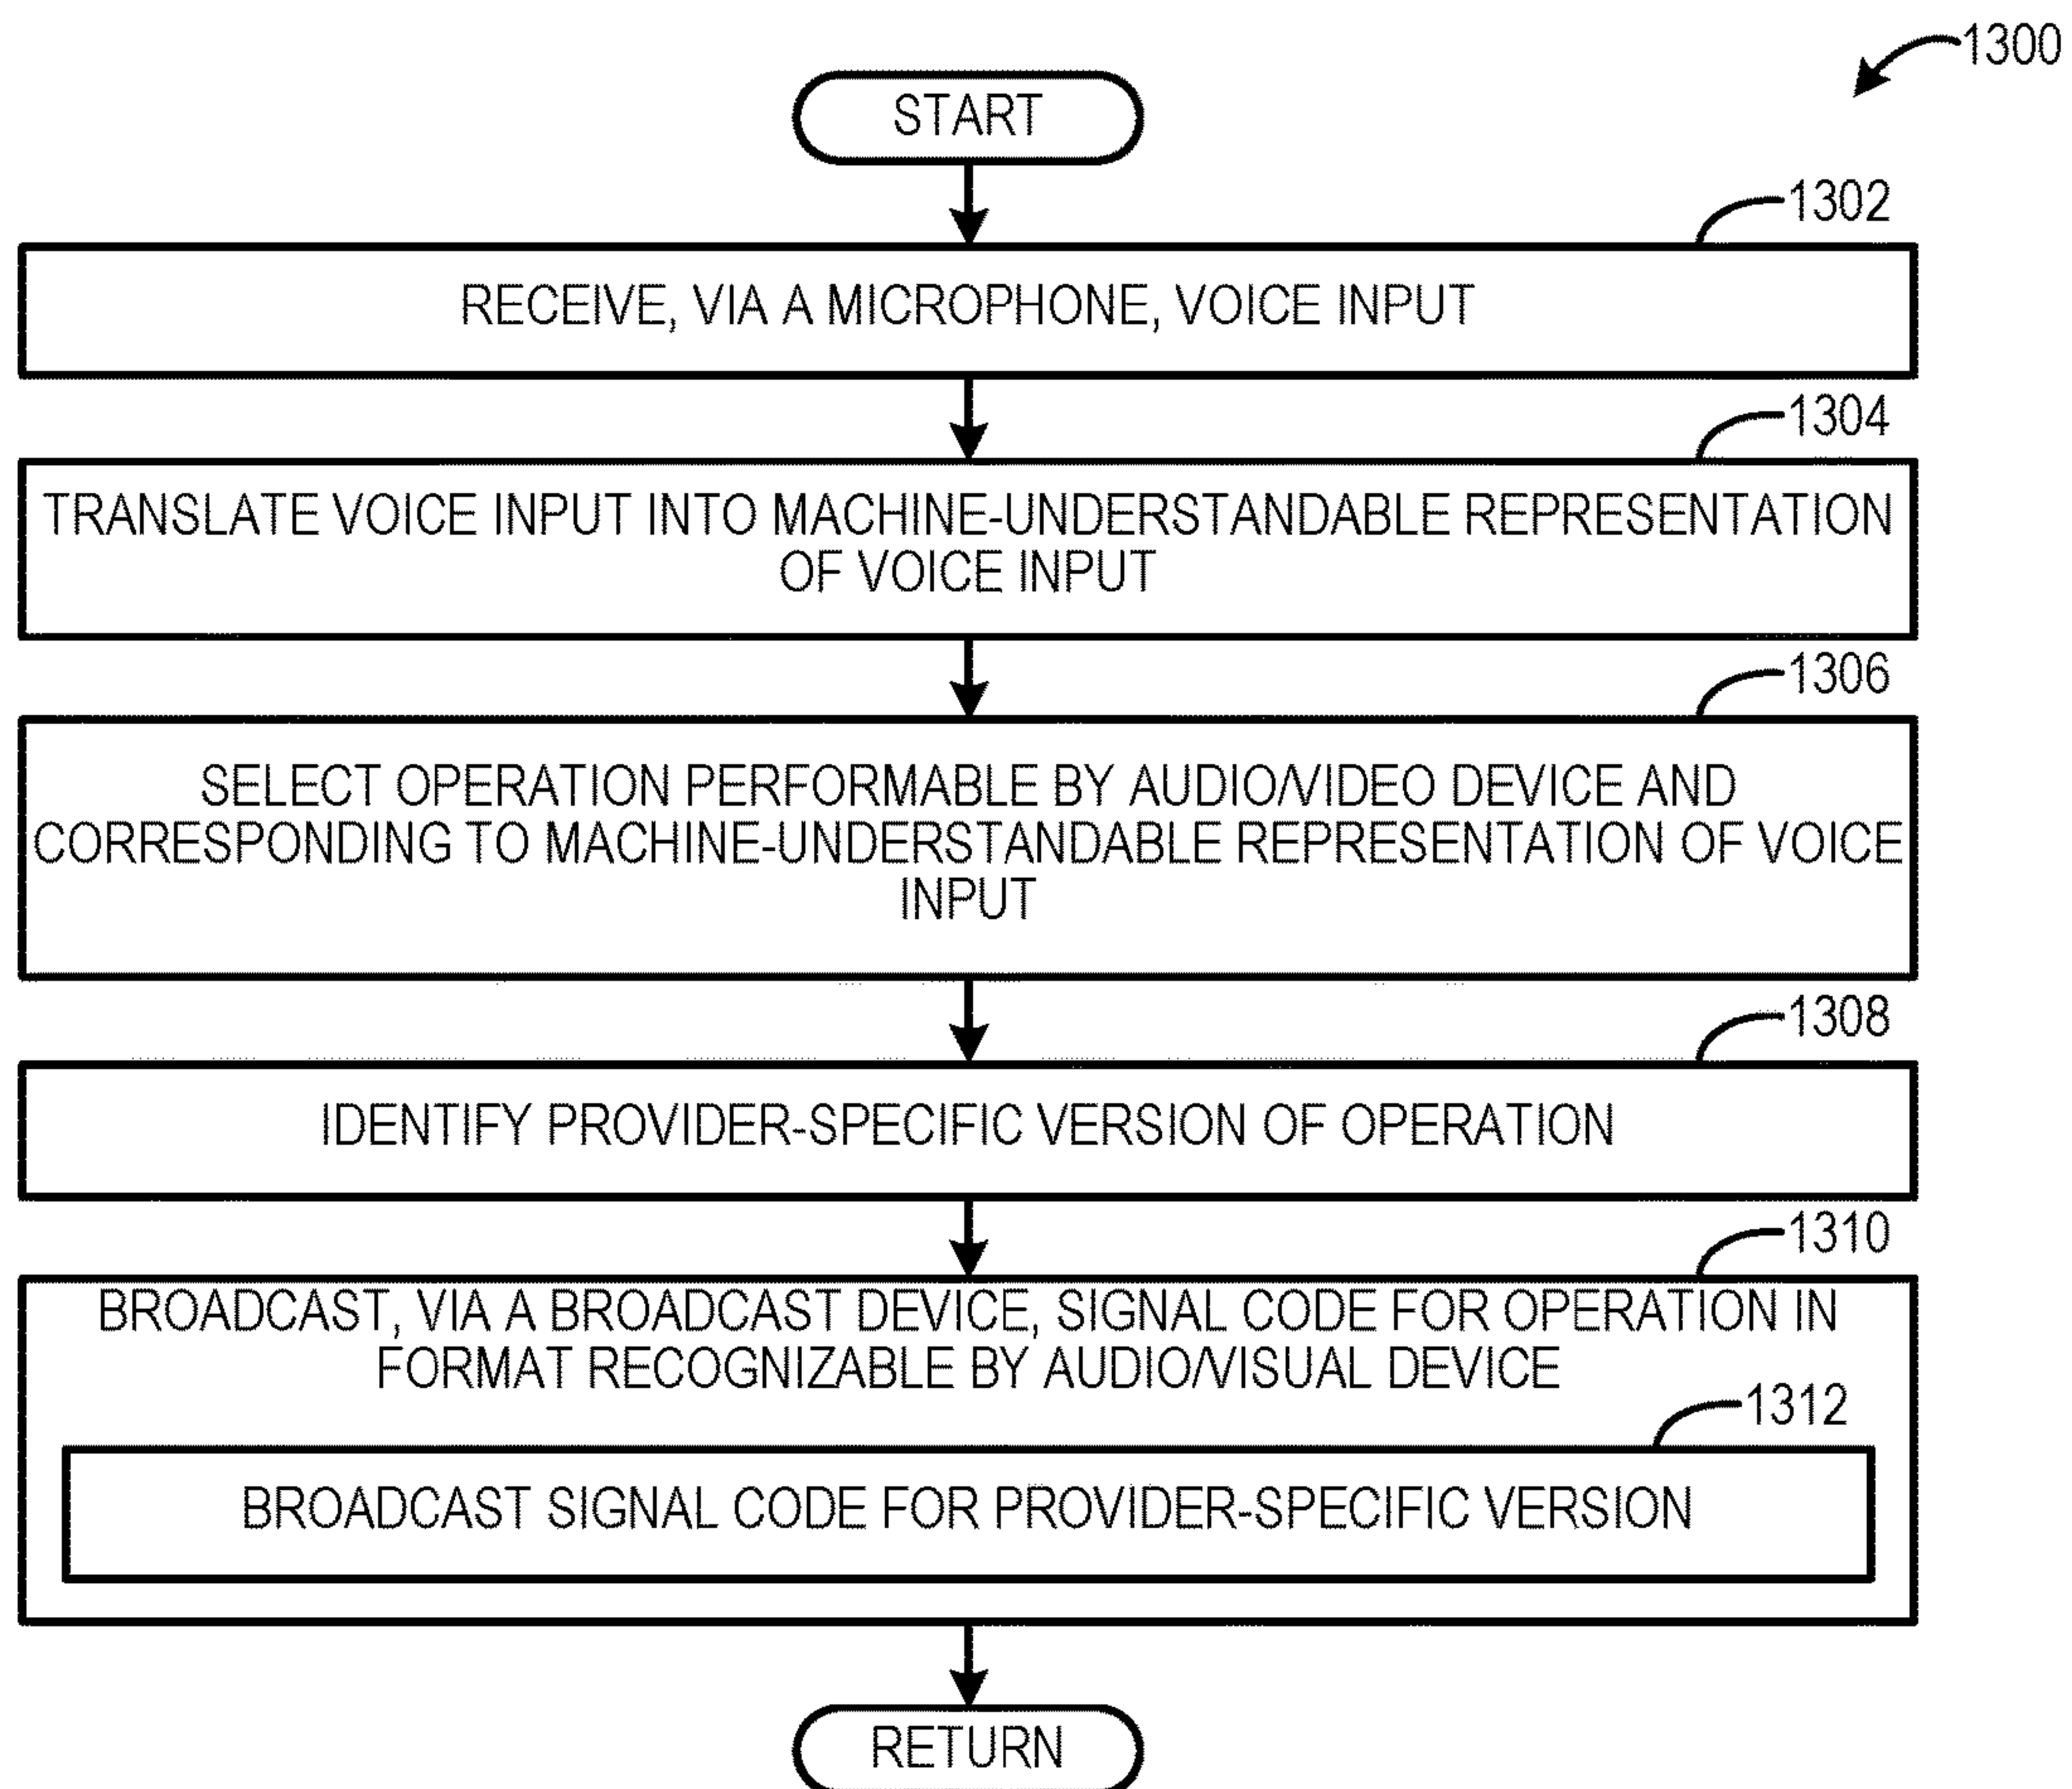 1300
START
1302
RECEIVE, VIA A MICROPHONE, VOICE INPUT
1304
TRANSLATE VOICE INPUT INTO MACHINE-UNDERSTANDABLE REPRESENTATION
OF VOICE INPUT
1306
SELECT OPERATION PERFORMABLE BY AUDIO/VIDEO DEVICE AND
CORRESPONDING TO MACHINE-UNDERSTANDABLE REPRESENTATION OF VOICE
INPUT
1308
IDENTIFY PROVIDER-SPECIFIC VERSION OF OPERATION
1310
BROADCAST, VIA A BROADCAST DEVICE, SIGNAL CODE FOR OPERATION IN
FORMAT RECOGNIZABLE BY AUDIO/VISUAL DEVICE
1312
BROADCAST SIGNAL CODE FOR PROVIDER-SPECIFIC VERSION
RETURN